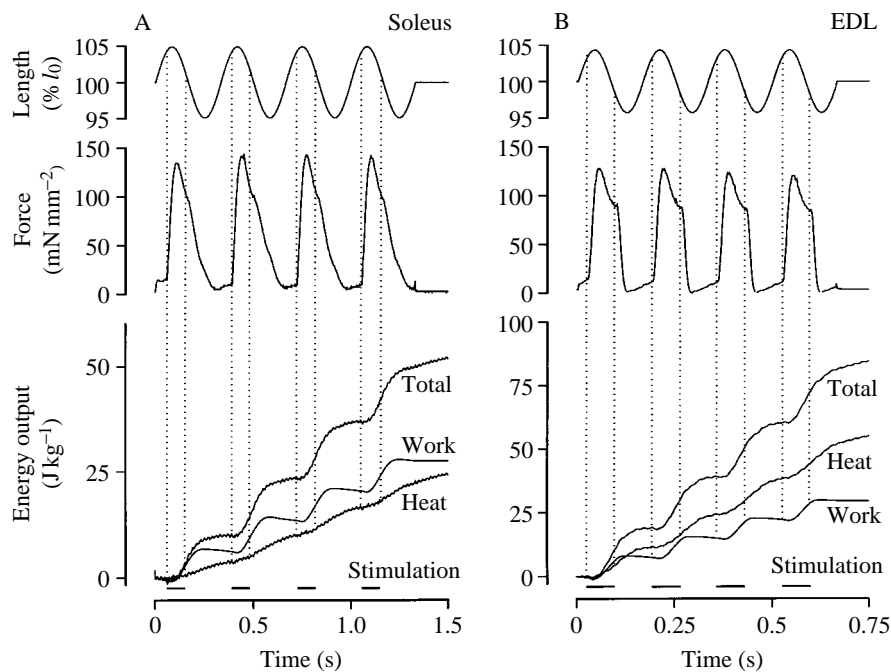 A
Soleus
Length
(% l0)
105
100
95
Force
(mN mm−2)
150
100
50
0
Energy output
(J kg−1)
50
25
0
Total
Work
Heat
Stimulation
0
0.5
1.0
1.5
Time (s)
B
EDL
105
100
95
150
100
50
0
100
75
50
25
0
Total
Heat
Work
Stimulation
0
0.25
0.5
0.75
Time (s)